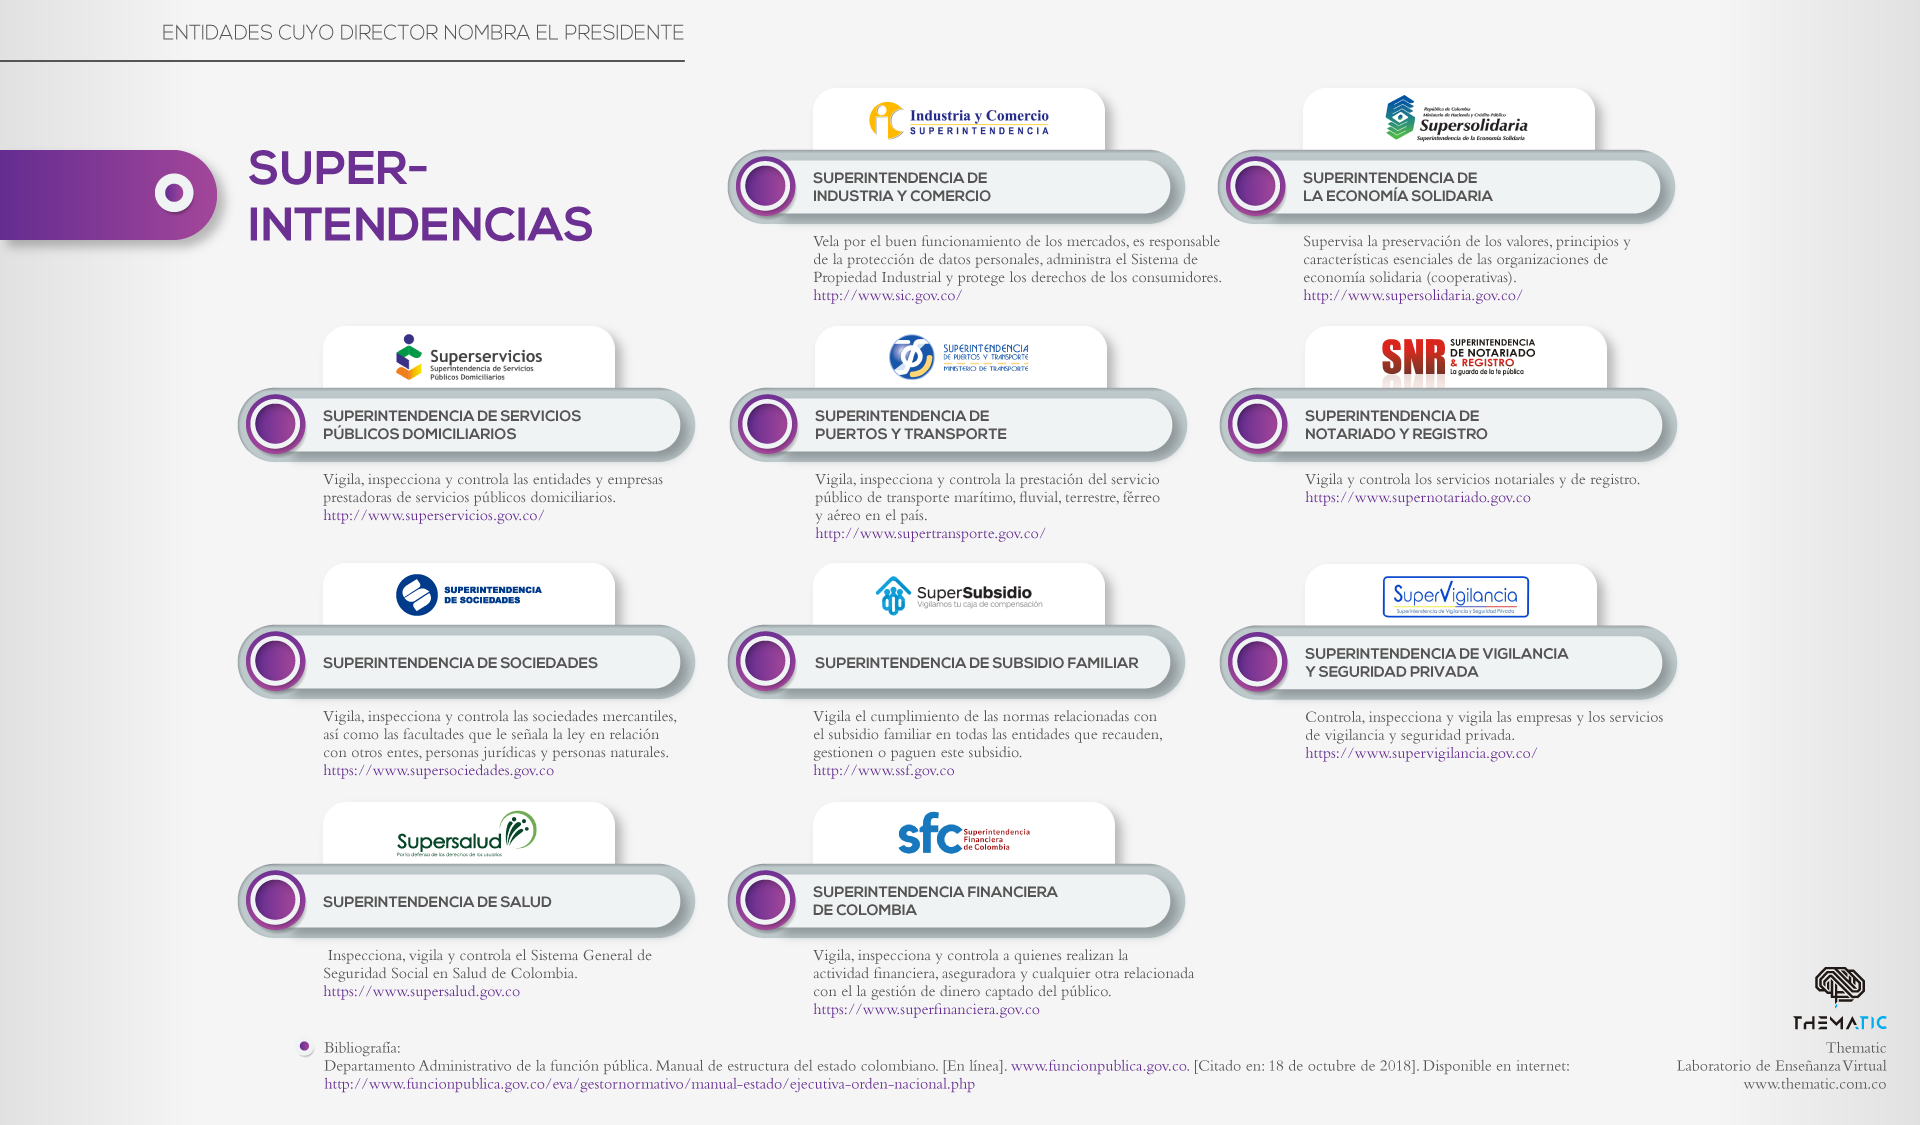 ENTIDADES CUYO DIRECTOR NOMBRA EL PRESIDENTE
SUPER-
INTENDENCIAS
Industria y Comercio
SUPERINTENDENCIA
SUPERINTENDENCIA DE
INDUSTRIA Y COMERCIO
Vela por el buen funcionamiento de los mercados, es responsable
de la protección de datos personales, administra el Sistema de
Propiedad Industrial y protege los derechos de los consumidores.
http://www.sic.gov.co/
República de Colombia
Ministerio de Hacienda y Crédito Público
Supersolidaria
Superintendencia de la Economía Solidaria
SUPERINTENDENCIA DE
LA ECONOMÍA SOLIDARIA
Supervisa la preservación de los valores, principios y
características esenciales de las organizaciones de
economía solidaria (cooperativas).
http://www.supersolidaria.gov.co/
Superservicios
Superintendencia de Servicios
Públicos Domiciliarios
SUPERINTENDENCIA DE SERVICIOS
PÚBLICOS DOMICILIARIOS
Vigila, inspecciona y controla las entidades y empresas
prestadoras de servicios públicos domiciliarios.
http://www.superservicios.gov.co/
SUPERINTENDENCIA
DE PUERTOS Y TRANSPORTE
MINISTERIO DE TRANSPORTE
SUPERINTENDENCIA DE
PUERTOS Y TRANSPORTE
Vigila, inspecciona y controla la prestación del servicio
público de transporte marítimo, fluvial, terrestre, férreo
y aéreo en el país.
http://www.supertransporte.gov.co/
SNR
SUPERINTENDENCIA
DE NOTARIADO
& REGISTRO
La guarda de la fe pública
SUPERINTENDENCIA DE
NOTARIADO Y REGISTRO
Vigila y controla los servicios notariales y de registro.
https://www.supernotariado.gov.co
SUPERINTENDENCIA
DE SOCIEDADES
SUPERINTENDENCIA DE SOCIEDADES
Vigila, inspecciona y controla las sociedades mercantiles,
así como las facultades que le señala la ley en relación
con otros entes, personas jurídicas y personas naturales.
https://www.supersociedades.gov.co
SuperSubsidio
Vigilamos tu caja de compensación
SUPERINTENDENCIA DE SUBSIDIO FAMILIAR
Vigila el cumplimiento de las normas relacionadas con
el subsidio familiar en todas las entidades que recauden,
gestionen o paguen este subsidio.
http://www.ssf.gov.co
SuperVigilancia
Superintendencia de Vigilancia y Seguridad Privada
SUPERINTENDENCIA DE VIGILANCIA
Y SEGURIDAD PRIVADA
Controla, inspecciona y vigila las empresas y los servicios
de vigilancia y seguridad privada.
https://www.supervigilancia.gov.co/
Supersalud
Por la defensa de los derechos de los usuarios
SUPERINTENDENCIA DE SALUD
Inspecciona, vigila y controla el Sistema General de
Seguridad Social en Salud de Colombia.
https://www.supersalud.gov.co
sfc
Superintendencia
Financiera
de Colombia
SUPERINTENDENCIA FINANCIERA
DE COLOMBIA
Vigila, inspecciona y controla a quienes realizan la
actividad financiera, aseguradora y cualquier otra relacionada
con el la gestión de dinero captado del público.
https://www.superfinanciera.gov.co
Bibliografía:
Departamento Administrativo de la función pública. Manual de estructura del estado colombiano. [En línea]. www.funcionpublica.gov.co. [Citado en: 18 de octubre de 2018]. Disponible en internet:
http://www.funcionpublica.gov.co/eva/gestornormativo/manual-estado/ejecutiva-orden-nacional.php
THEMATIC
Thematic
Laboratorio de Enseñanza Virtual
www.thematic.com.co